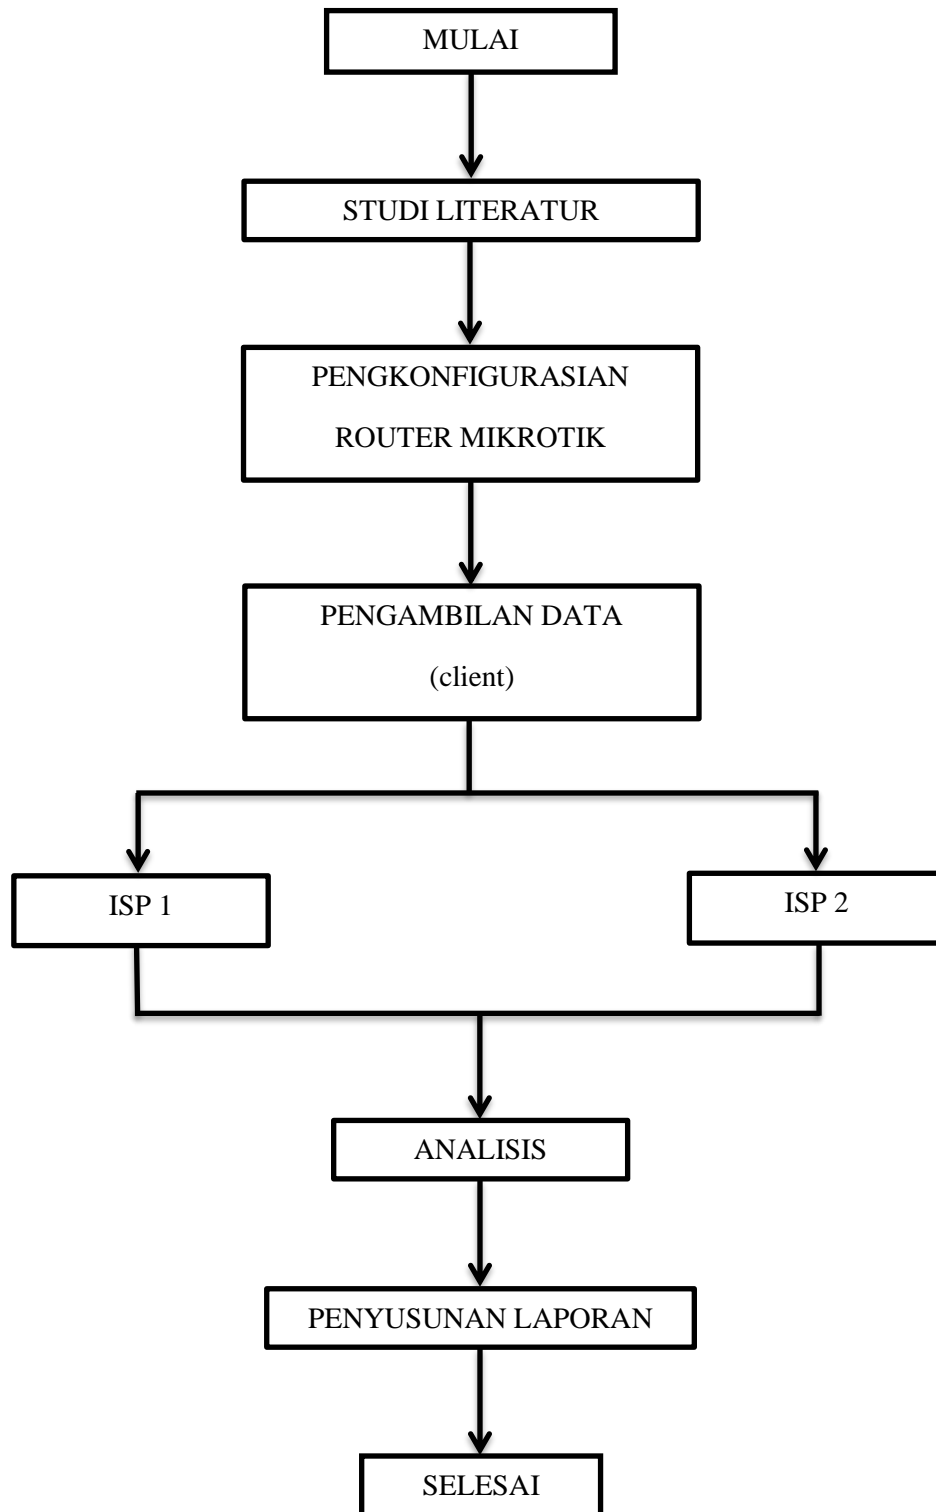 MULAI
STUDI LITERATUR
PENGKONFIGURASIAN
ROUTER MIKROTIK
PENGAMBILAN DATA
(client)
ISP 1
ISP 2
ANALISIS
PENYUSUNAN LAPORAN
SELESAI